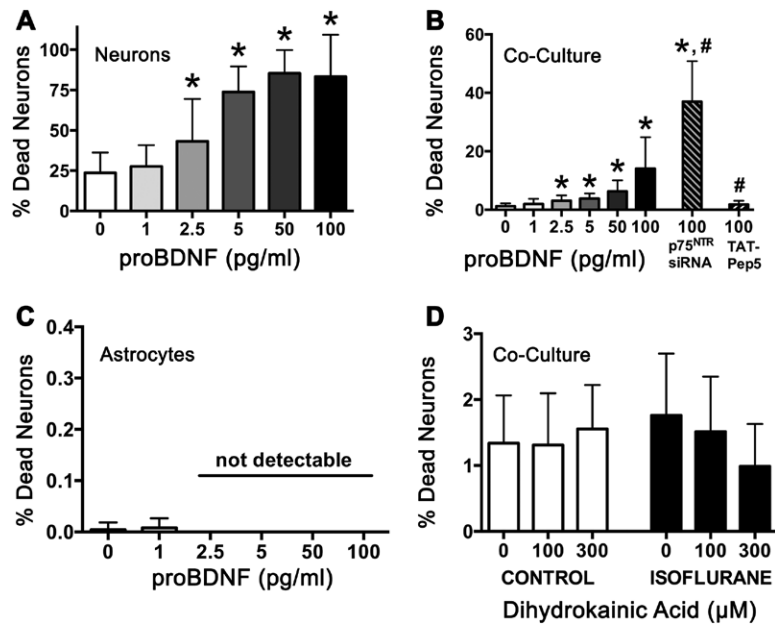 A
Neurons
% Dead Neurons
100
75
50
25
0
* * * *
0 1 2.5 5 50 100
proBDNF (pg/ml)
B
Co-Culture
% Dead Neurons
60
40
20
0
* * * * *, # #
0 1 2.5 5 50 100 100 100
proBDNF (pg/ml) p75NTR TAT-
siRNA Pep5
C
Astrocytes
% Dead Neurons
0.4
0.3
0.2
0.1
0.0
not detectable
0 1 2.5 5 50 100
proBDNF (pg/ml)
D
Co-Culture
% Dead Neurons
3
2
1
0
0 100 300 0 100 300
CONTROL ISOFLURANE
Dihydrokainic Acid (µM)